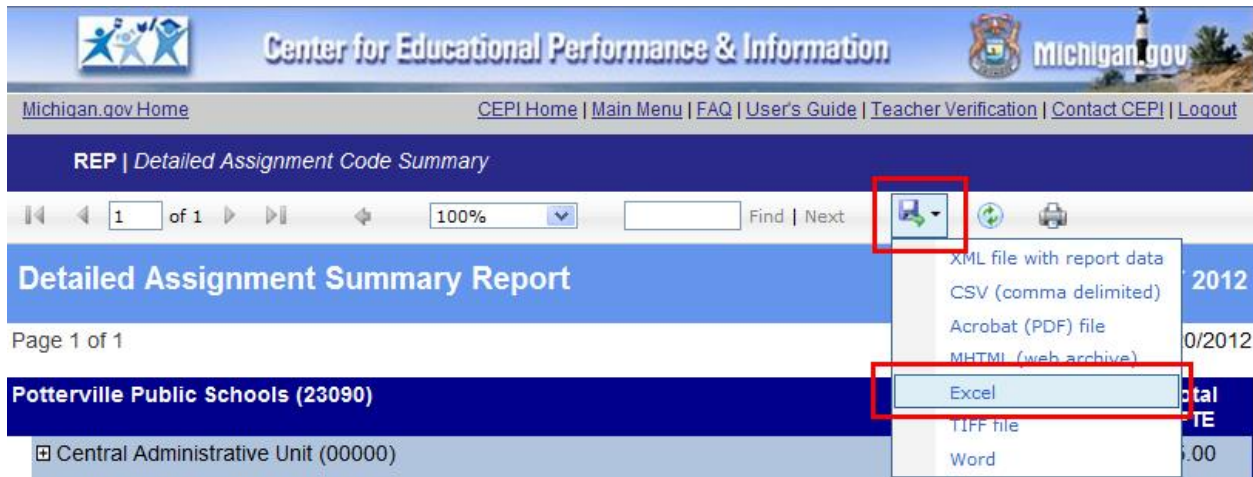 Center for Educational Performance & Information Michigan.gov
Michigan.gov Home CEPI Home | Main Menu | FAQ | User's Guide | Teacher Verification | Contact CEPI | Logout
REP | Detailed Assignment Code Summary
1 of 1 100% Find | Next
XML file with report data
Detailed Assignment Summary Report 2012
CSV (comma delimited)
Acrobat (PDF) file
Page 1 of 1 0/2012
MHTML (web archive)
Potterville Public Schools (23090)
Excel
TIFF file
Central Administrative Unit (00000) .00
Word